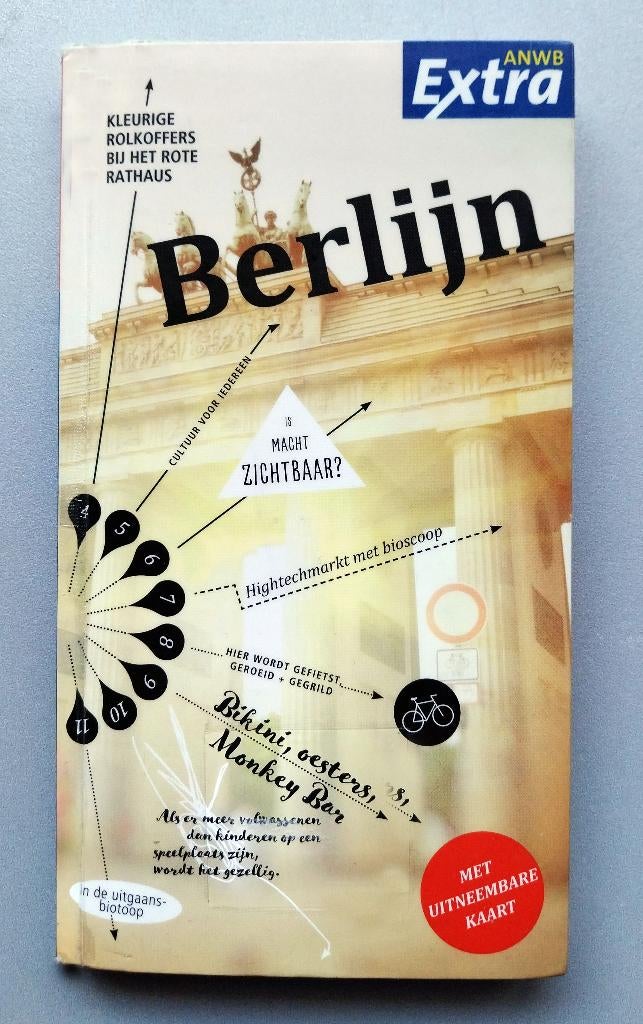 ANWB
Extra
KLEURIGE
ROLKOFFERS
BIJ HET ROTE
RATHAUS
Berlijn
CULTUUR VOOR IEDEREEN
IS
MACHT
ZICHTBAAR?
4
5
6
7
8
9
10
11
Hightechmarkt met bioscoop
HIER WORDT GEFIETST,
GEROEID + GEGRILD
Bikini, oesters, rs,
Monkey Bar
Als er meer volwassenen
dan kinderen op een
speelplaats zijn,
wordt het gezellig.
In de uitgaans-
biotoop
MET
UITNEEMBARE
KAART